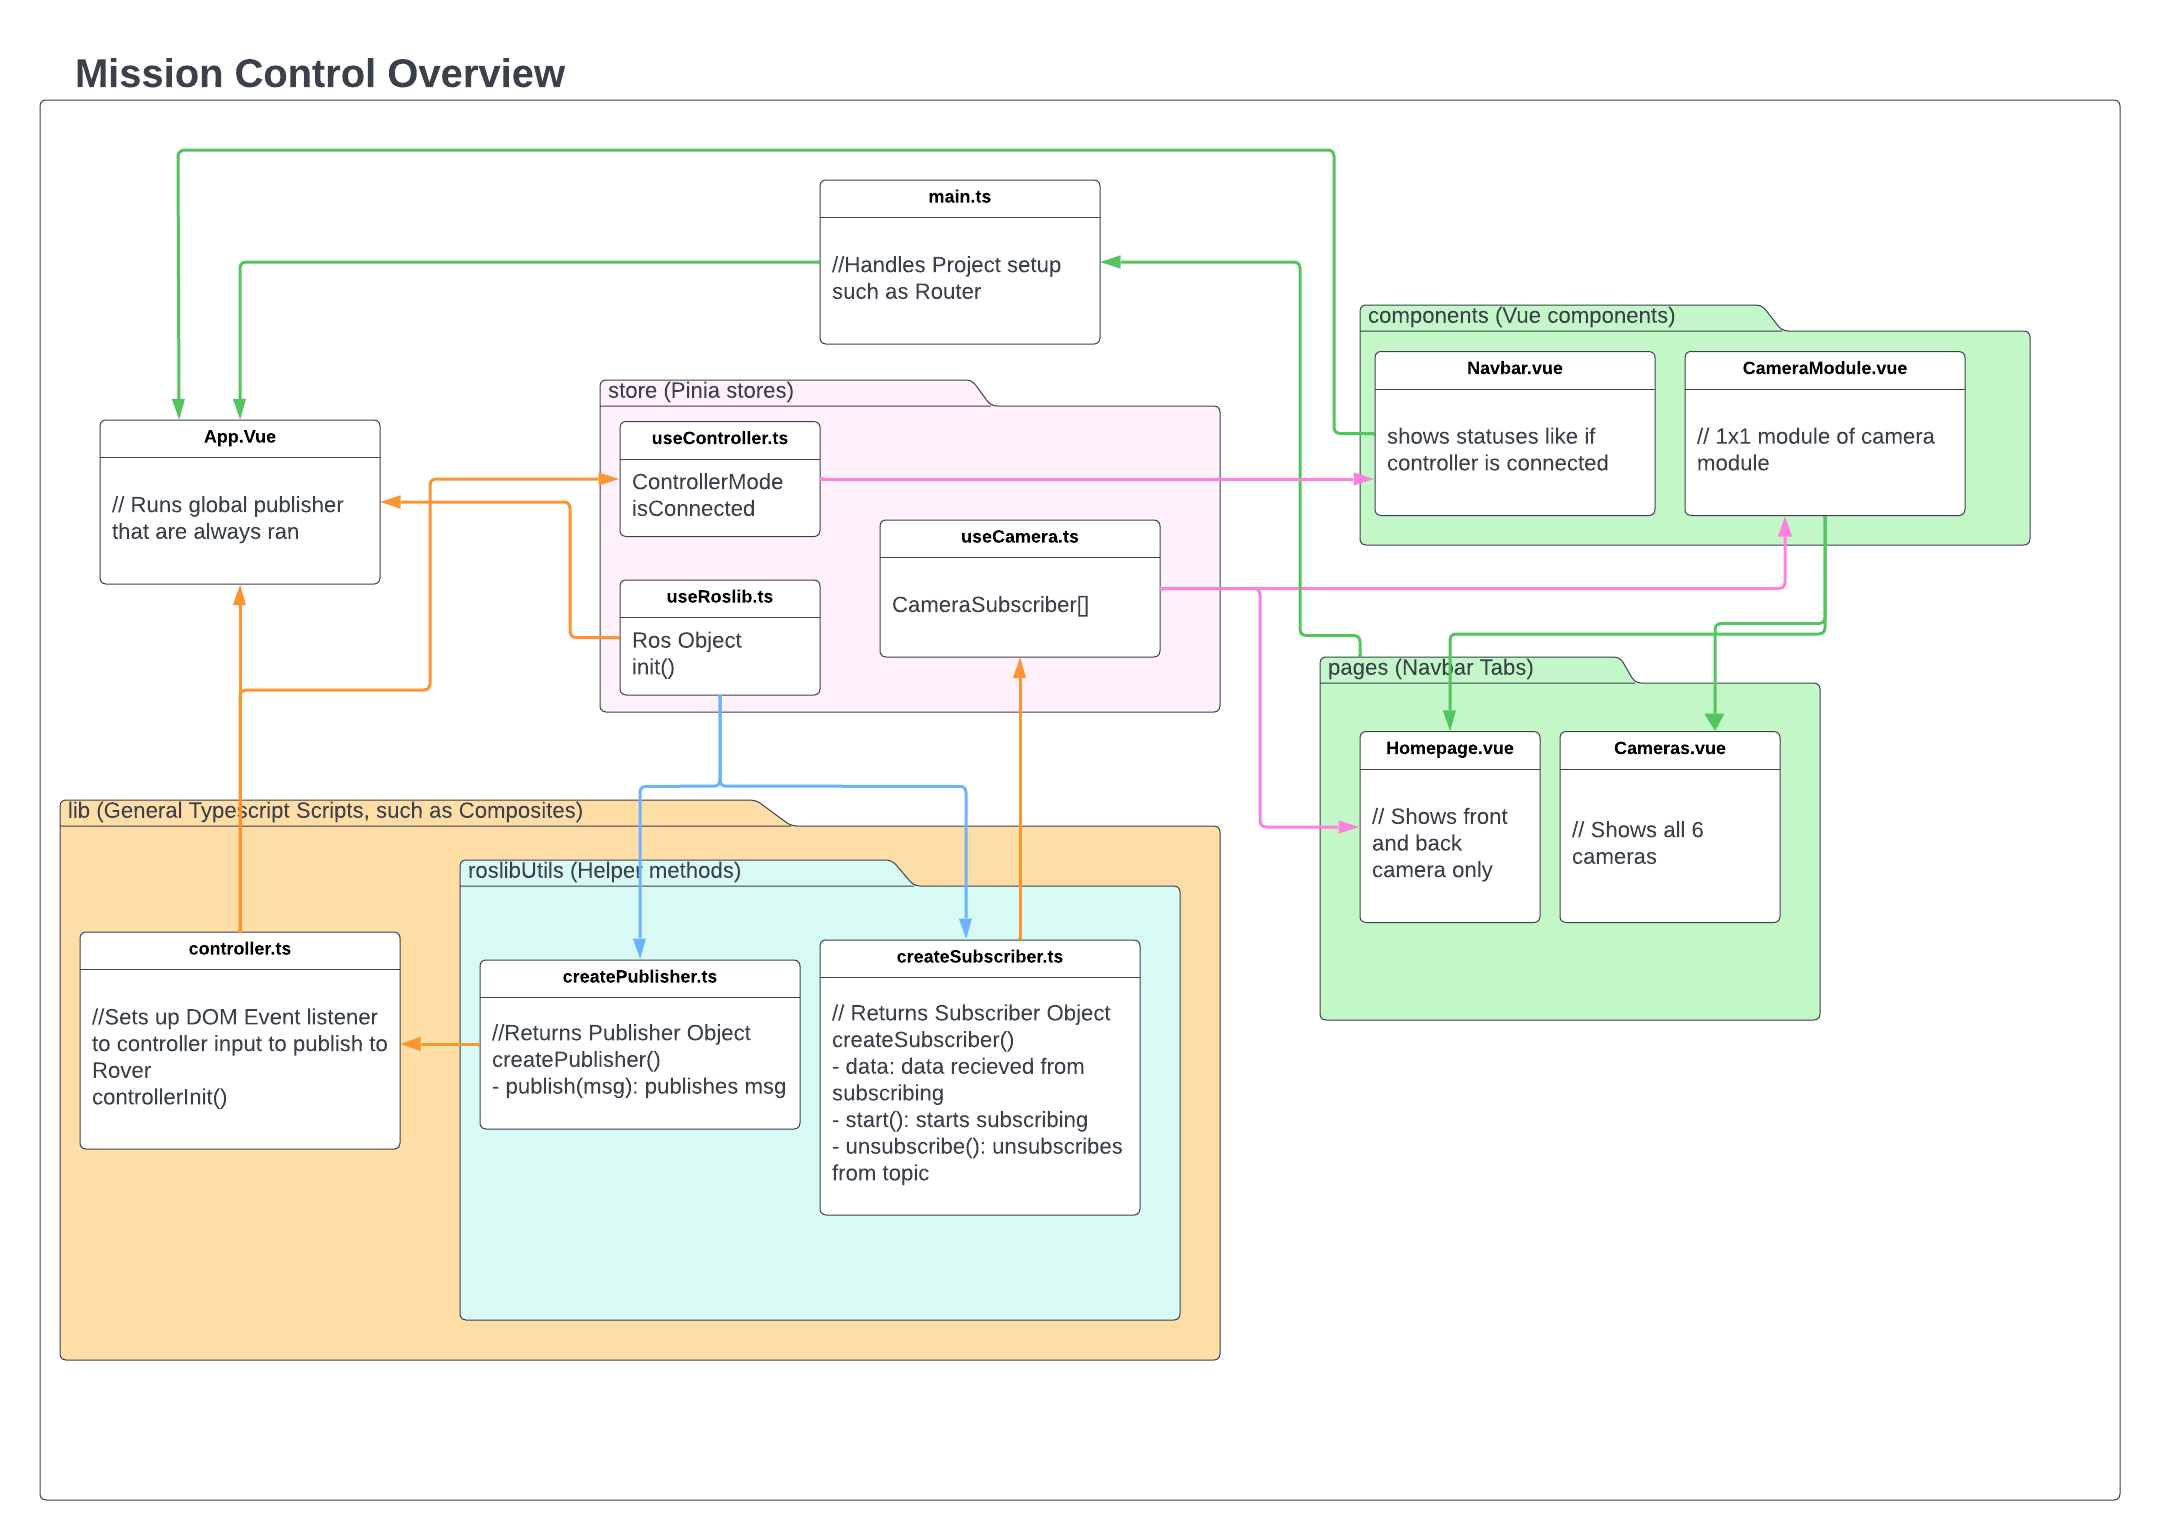 Mission Control Overview
main.ts
//Handles Project setup
such as Router
components (Vue components)
Navbar.vue
shows statuses like if
controller is connected
CameraModule.vue
// 1x1 module of camera
module
store (Pinia stores)
useController.ts
ControllerMode
isConnected
useCamera.ts
CameraSubscriber[]
useRoslib.ts
Ros Object
init()
App.Vue
// Runs global publisher
that are always ran
pages (Navbar Tabs)
Homepage.vue
// Shows front
and back
camera only
Cameras.vue
// Shows all 6
cameras
lib (General Typescript Scripts, such as Composites)
roslibUtils (Helper methods)
controller.ts
//Sets up DOM Event listener
to controller input to publish to
Rover
controllerInit()
createPublisher.ts
//Returns Publisher Object
createPublisher()
- publish(msg): publishes msg
createSubscriber.ts
// Returns Subscriber Object
createSubscriber()
- data: data recieved from
subscribing
- start(): starts subscribing
- unsubscribe(): unsubscribes
from topic